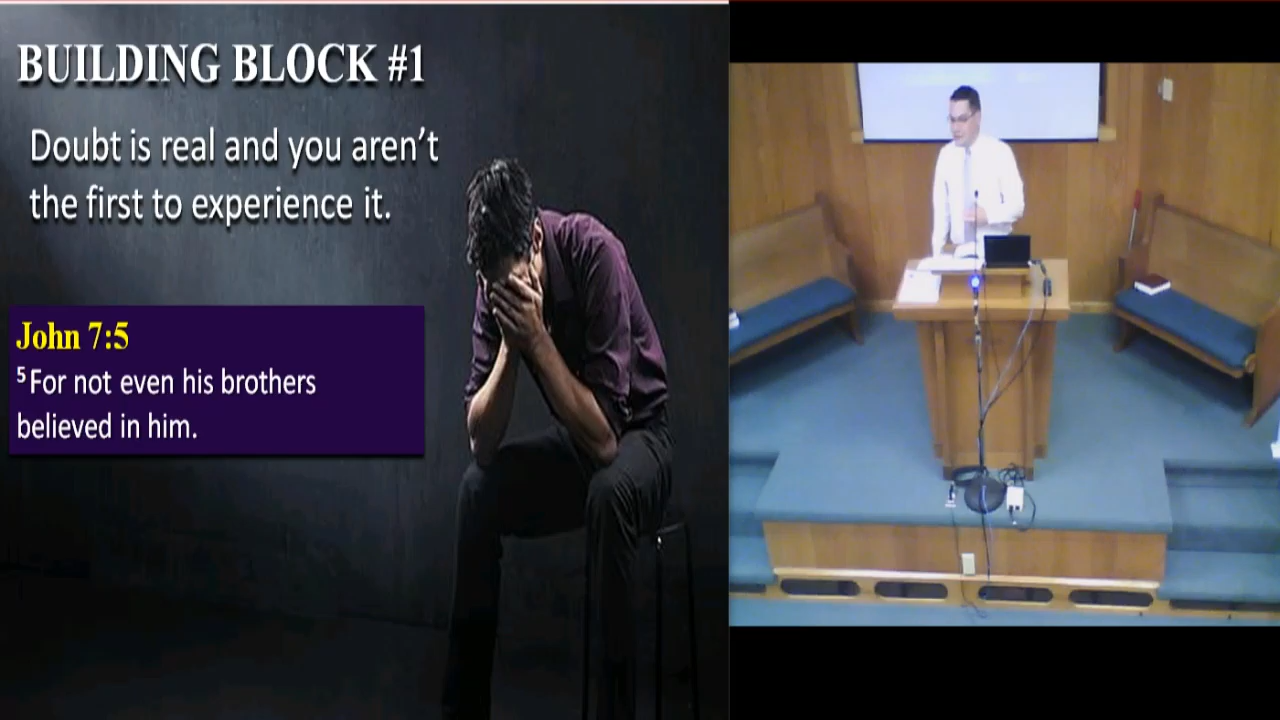 BUILDING BLOCK #1
Doubt is real and you aren’t
the first to experience it.
John 7:5
⁵For not even his brothers
believed in him.